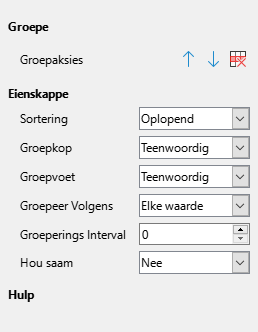 Groepe
Groepaksies
Eienskappe
Sortering Oplopend
Groepkop Teenwoordig
Groepvoet Teenwoordig
Groepeer Volgens Elke waarde
Groeperings Interval 0
Hou saam Nee
Hulp